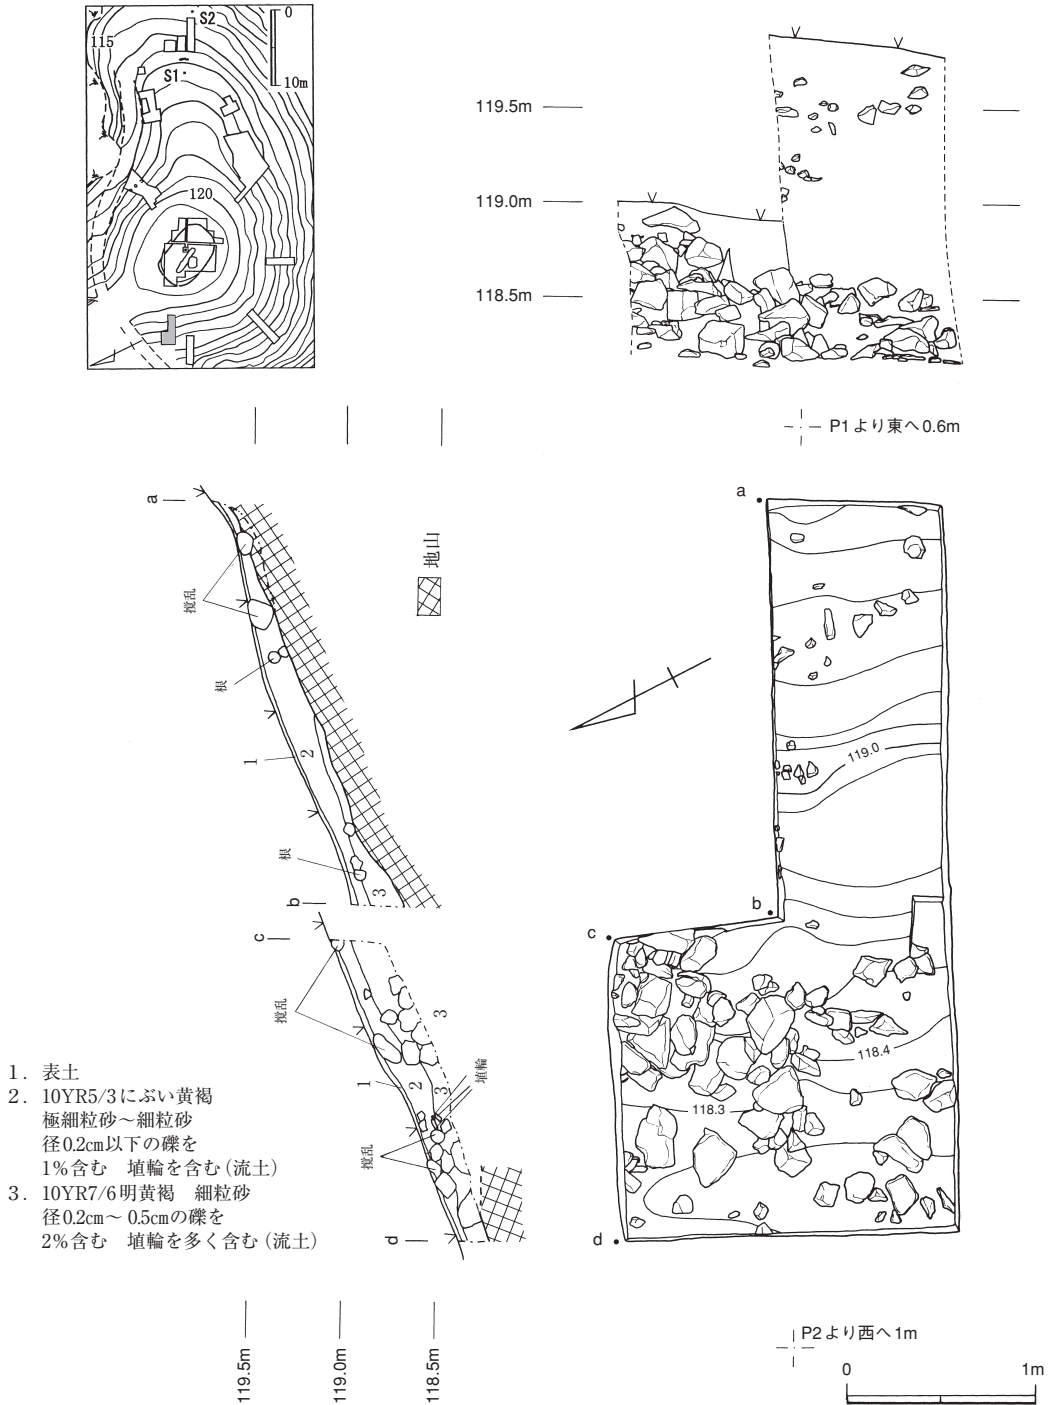 S2
0
115
S1
10m
120
119.5m
119.0m
118.5m
P1より東へ0.6m
a
地山
攪乱
根
1
2
根
3
b
c
攪乱
3
1
2
3
埴輪
攪乱
d
119.5m
119.0m
118.5m
1. 表土
2. 10YR5/3にぶい黄褐
極細粒砂～細粒砂
径0.2cm以下の礫を
1%含む 埴輪を含む(流土)
3. 10YR7/6明黄褐 細粒砂
径0.2cm～0.5cmの礫を
2%含む 埴輪を多く含む(流土)
a
119.0
b
c
118.4
118.3
d
P2より西へ1m
0
1m